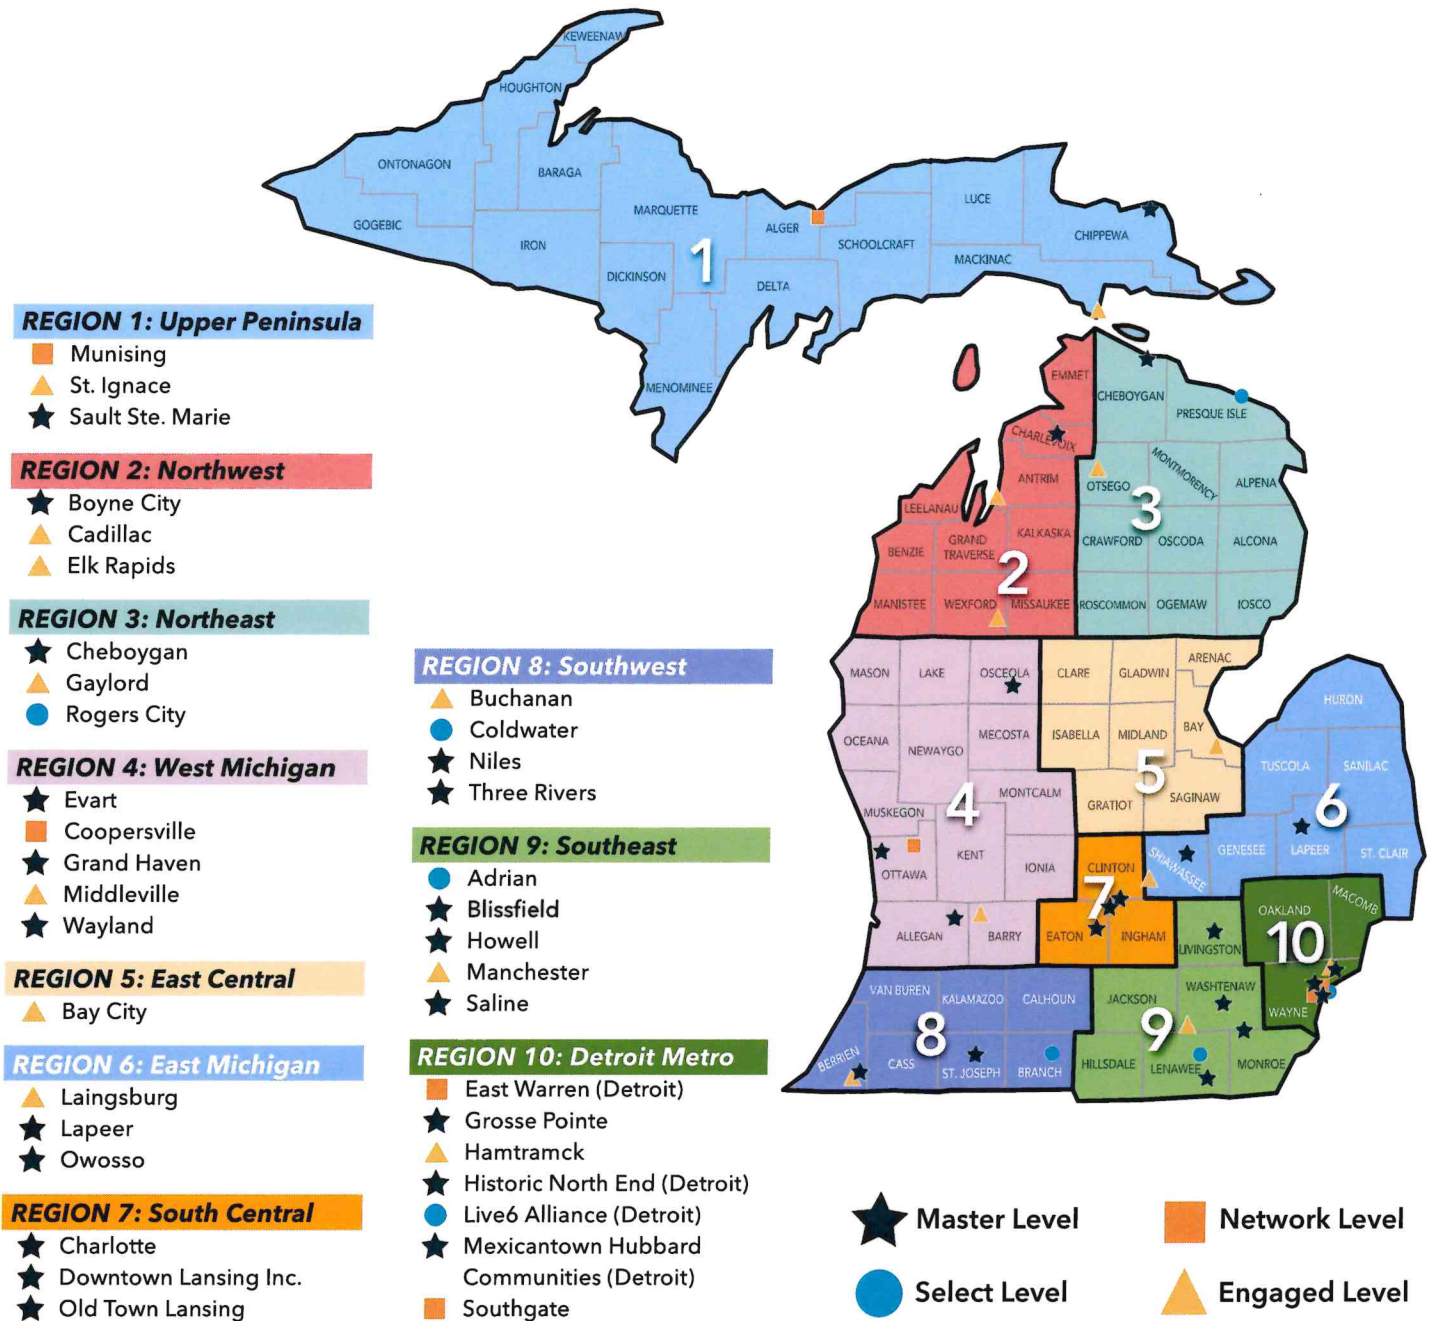 KEWEENAW
HOUGHTON
ONTONAGON
BARAGA
GOGEBIC
IRON
MARQUETTE
DICKINSON
MENOMINEE
1
ALGER
DELTA
SCHOOLCRAFT
LUCE
MACKINAC
CHIPPEWA
REGION 1: Upper Peninsula
Munising
St. Ignace
Sault Ste. Marie
REGION 2: Northwest
Boyne City
Cadillac
Elk Rapids
REGION 3: Northeast
Cheboygan
Gaylord
Rogers City
REGION 4: West Michigan
Evart
Coopersville
Grand Haven
Middleville
Wayland
REGION 5: East Central
Bay City
REGION 6: East Michigan
Laingsburg
Lapeer
Owosso
REGION 7: South Central
Charlotte
Downtown Lansing Inc.
Old Town Lansing
REGION 8: Southwest
Buchanan
Coldwater
Niles
Three Rivers
REGION 9: Southeast
Adrian
Blissfield
Howell
Manchester
Saline
REGION 10: Detroit Metro
East Warren (Detroit)
Grosse Pointe
Hamtramck
Historic North End (Detroit)
Live6 Alliance (Detroit)
Mexicantown Hubbard
Communities (Detroit)
Southgate
EMMET
CHARLEVOIX
ANTRIM
LEELANAU
BENZIE
GRAND
TRAVERSE
KALKASKA
2
MANISTEE
WEXFORD
MISSAUKEE
CHEBOYGAN
PRESQUE ISLE
OTSEGO
MONTMORENCY
ALPENA
3
CRAWFORD
OSCODA
ALCONA
ROSCOMMON
OGEMAW
IOSCO
MASON
LAKE
OSCEOLA
OCEANA
NEWAYGO
MECOSTA
MUSKEGON
4
MONTCALM
OTTAWA
KENT
IONIA
ALLEGAN
BARRY
CLARE
GLADWIN
ARENAC
ISABELLA
MIDLAND
BAY
5
GRATIOT
SAGINAW
HURON
TUSCOLA
SANILAC
6
SHIAWASSEE
GENESEE
LAPEER
ST. CLAIR
CLINTON
7
EATON
INGHAM
VAN BUREN
KALAMAZOO
CALHOUN
8
BERRIEN
CASS
ST. JOSEPH
BRANCH
LIVINGSTON
JACKSON
WASHTENAW
9
HILLSDALE
LENAWEE
MONROE
OAKLAND
MACOMB
10
WAYNE
Master Level
Network Level
Select Level
Engaged Level